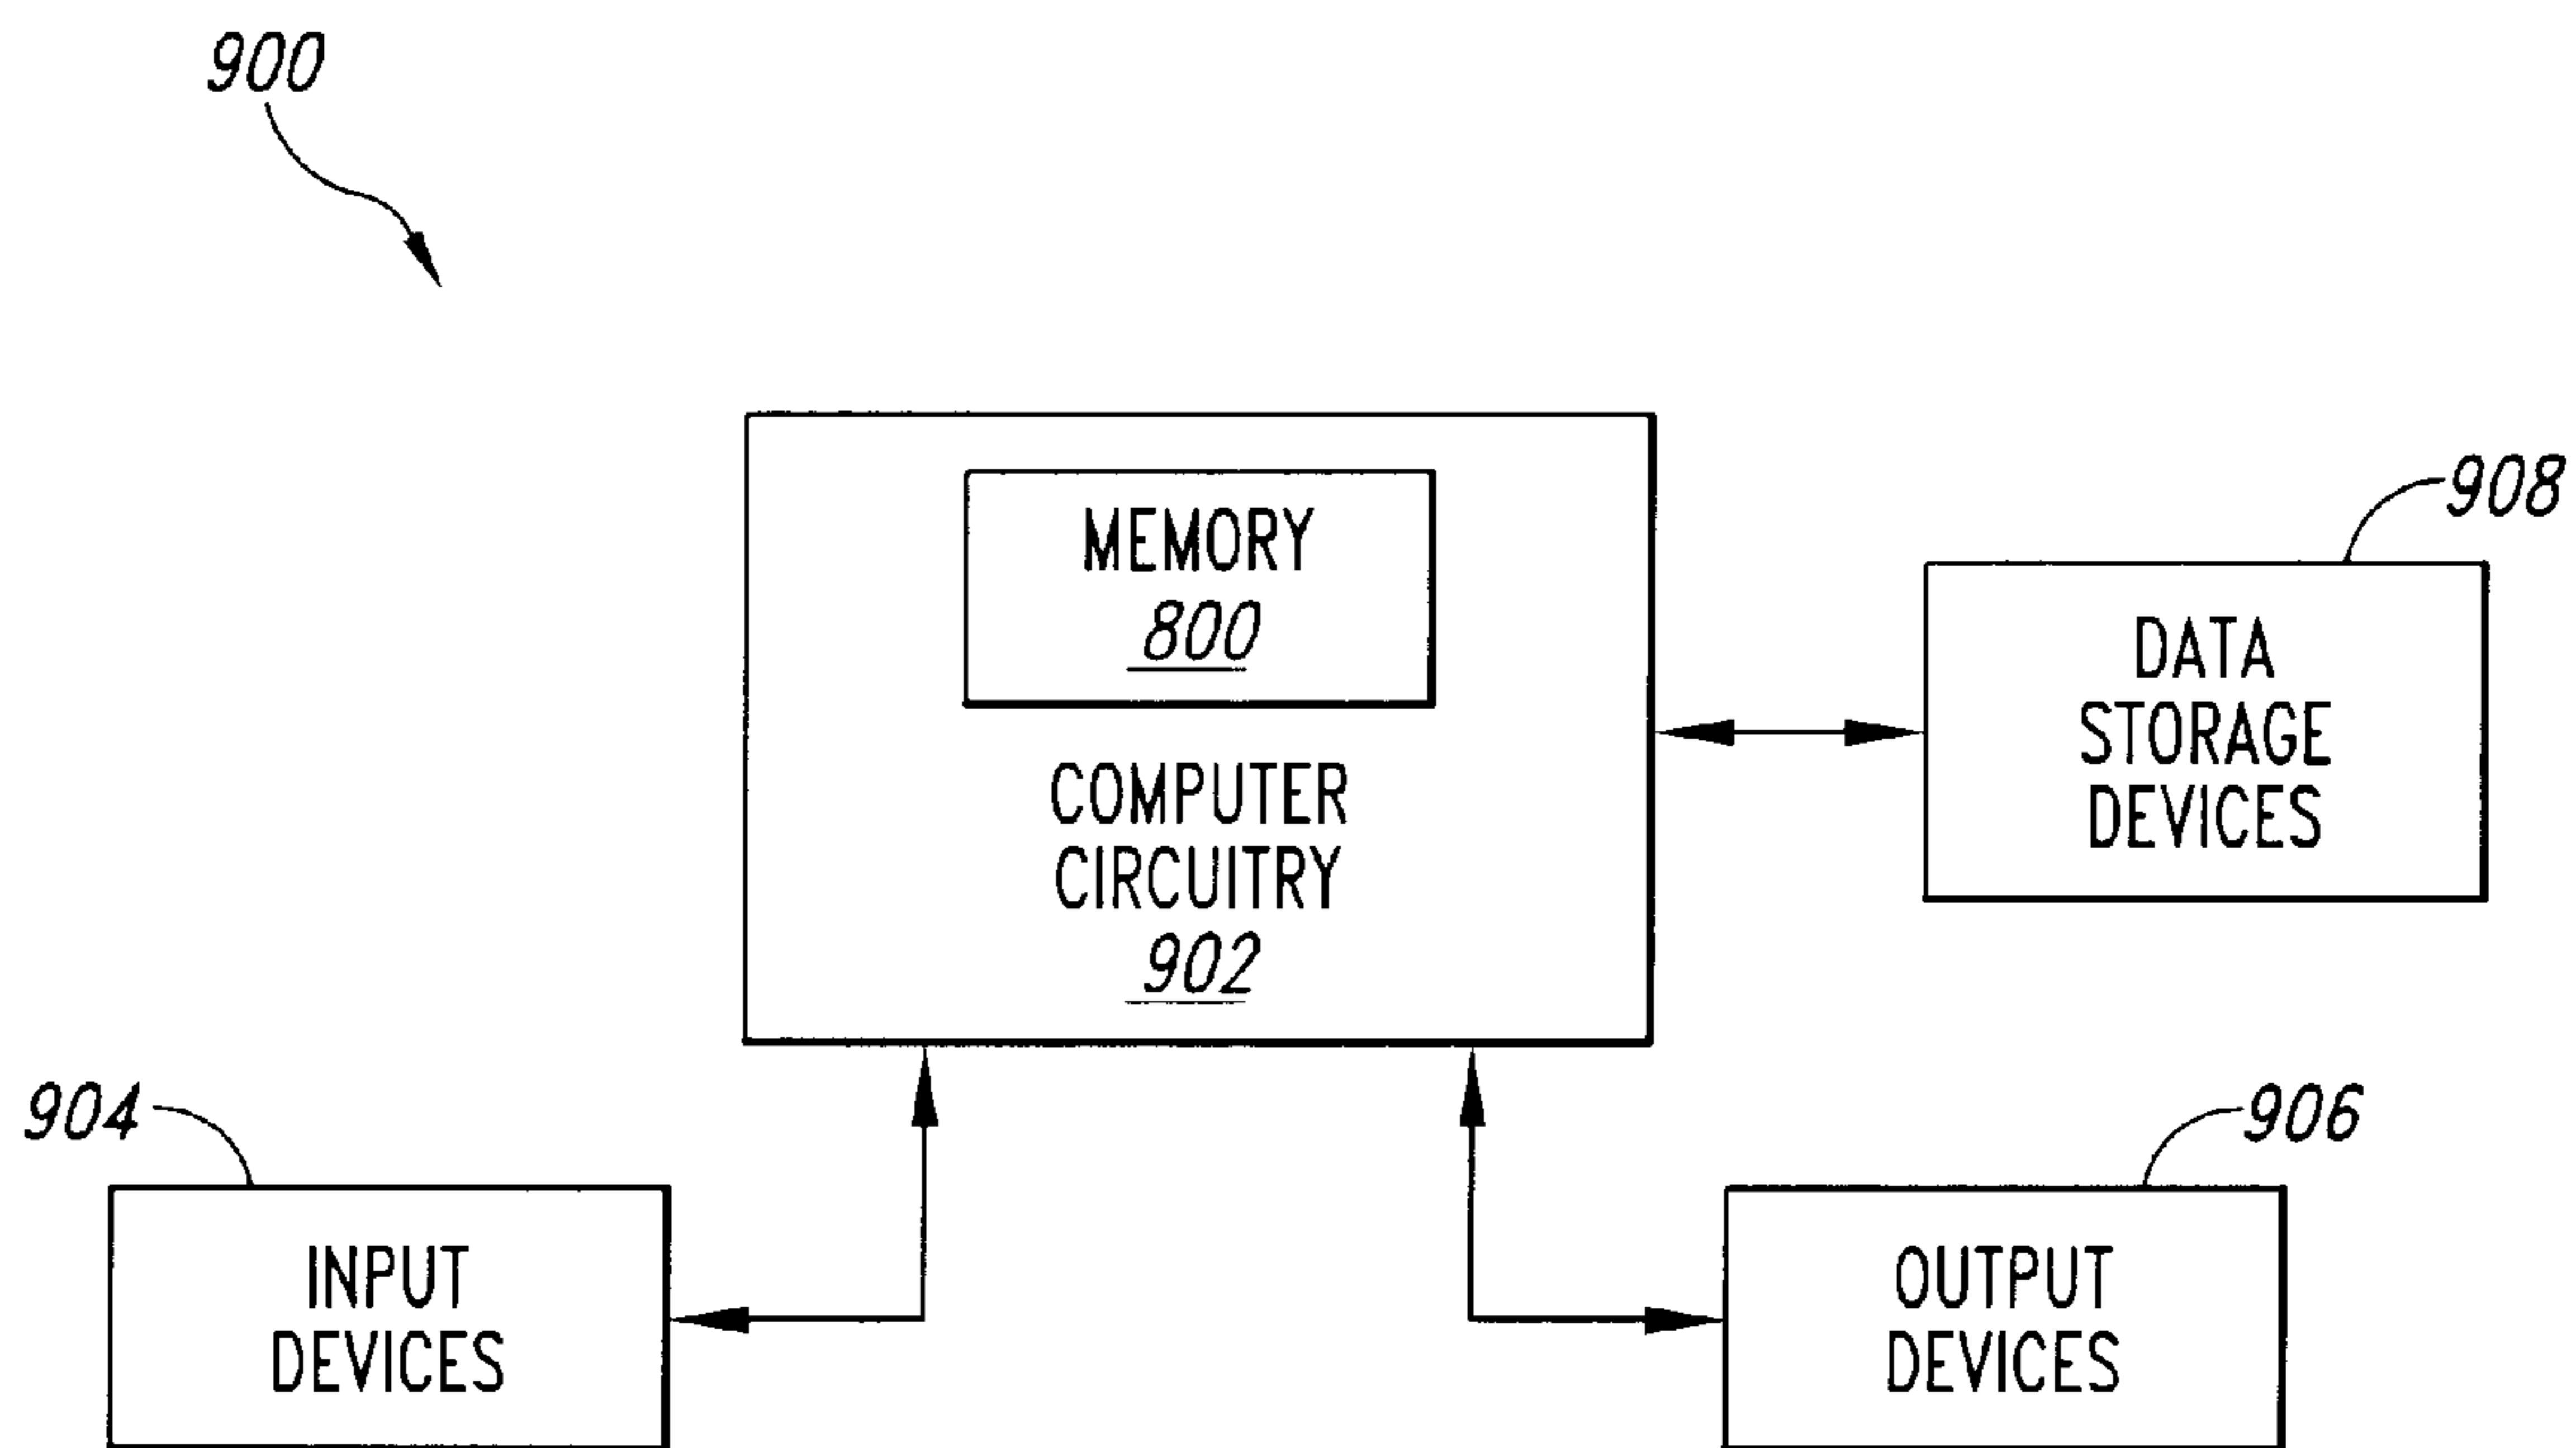 900
MEMORY
800
COMPUTER
CIRCUITRY
902
908
DATA
STORAGE
DEVICES
904
INPUT
DEVICES
906
OUTPUT
DEVICES